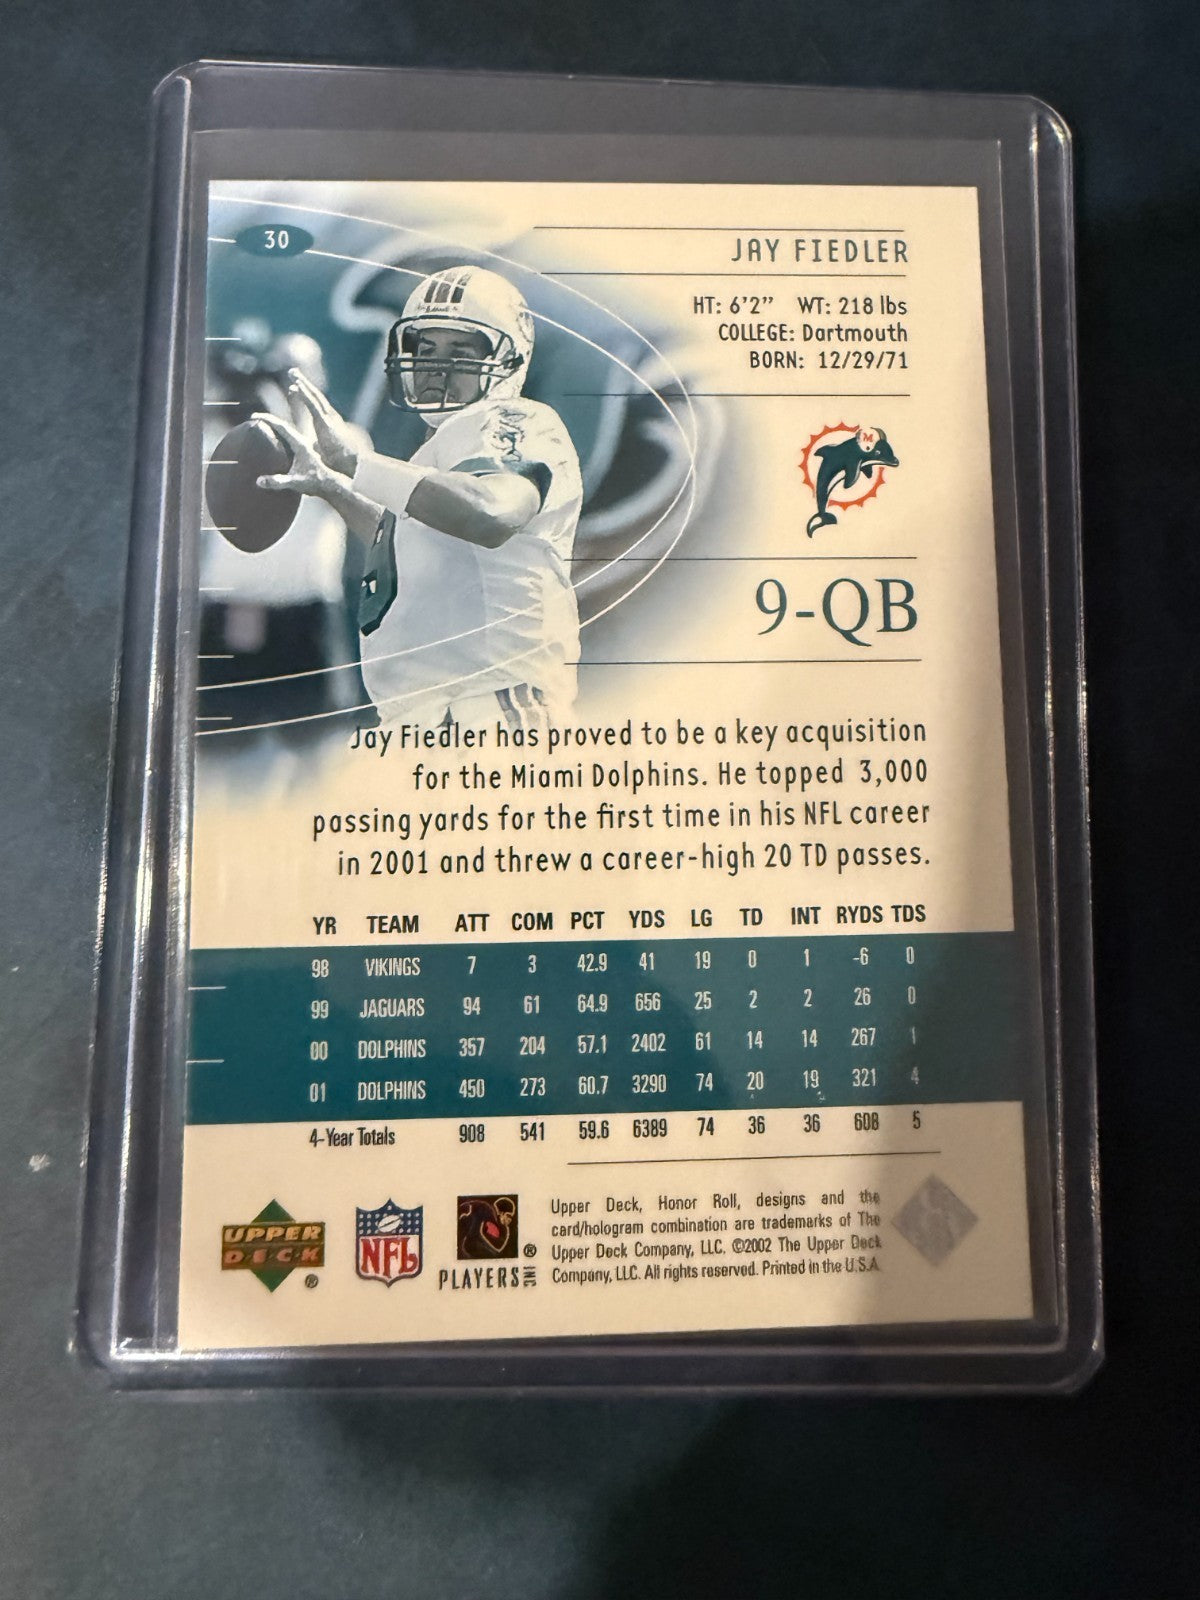 30
JAY FIEDLER
HT: 6'2" WT: 218 lbs
COLLEGE: Dartmouth
BORN: 12/29/71
M
9-QB
Jay Fiedler has proved to be a key acquisition
for the Miami Dolphins. He topped 3,000
passing yards for the first time in his NFL career
in 2001 and threw a career-high 20 TD passes.
YR TEAM ATT COM PCT YDS LG TD INT RYDS TDS
98 VIKINGS 7 3 42.9 41 19 0 1 -6 0
99 JAGUARS 94 61 64.9 656 25 2 2 26 0
00 DOLPHINS 357 204 57.1 2402 61 14 14 267 1
01 DOLPHINS 450 273 60.7 3290 74 20 19 321 4
4-Year Totals 908 541 59.6 6389 74 36 36 608 5
UPPER
DECK
®
NFL
®
PLAYERS INC
Upper Deck, Honor Roll, designs and the
card/hologram combination are trademarks of The
Upper Deck Company, LLC. ©2002 The Upper Deck
Company, LLC. All rights reserved. Printed in the U.S.A.